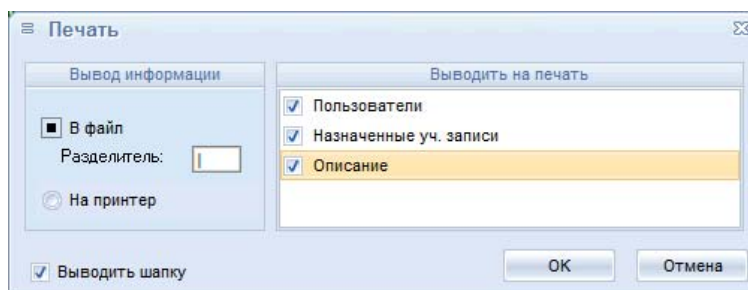 Печать
Вывод информации
Выводить на печать
В файл
Разделитель: |
На принтер
Пользователи
Назначенные уч. записи
Описание
Выводить шапку
OK
Отмена